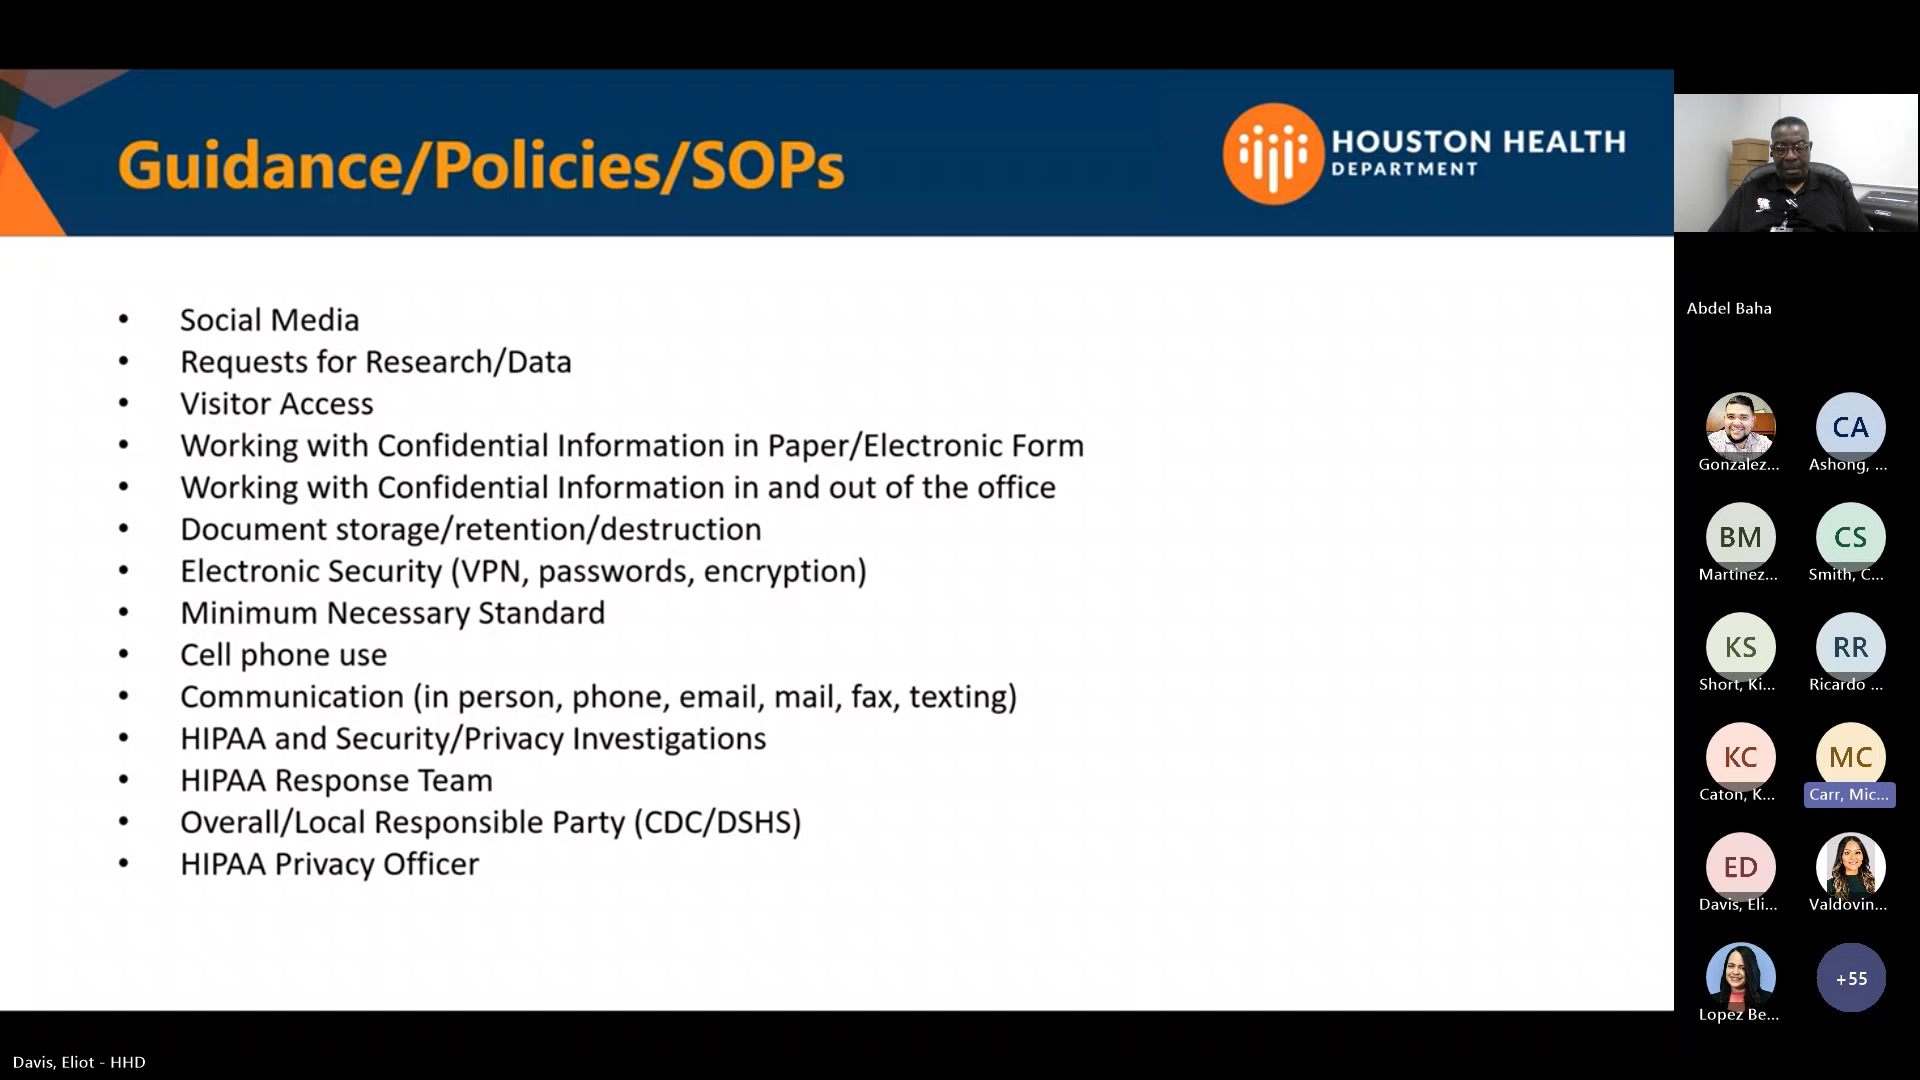 Guidance/Policies/SOPs
HOUSTON HEALTH
DEPARTMENT
• Social Media
• Requests for Research/Data
• Visitor Access
• Working with Confidential Information in Paper/Electronic Form
• Working with Confidential Information in and out of the office
• Document storage/retention/destruction
• Electronic Security (VPN, passwords, encryption)
• Minimum Necessary Standard
• Cell phone use
• Communication (in person, phone, email, mail, fax, texting)
• HIPAA and Security/Privacy Investigations
• HIPAA Response Team
• Overall/Local Responsible Party (CDC/DSHS)
• HIPAA Privacy Officer
Abdel Baha
Gonzalez...
CA
Ashong, ...
BM
Martinez...
CS
Smith, C...
KS
Short, Ki...
RR
Ricardo ...
KC
Caton, K...
MC
Carr, Mic...
ED
Davis, Eli...
Valdovin...
Lopez Be...
+55
Davis, Eliot - HHD